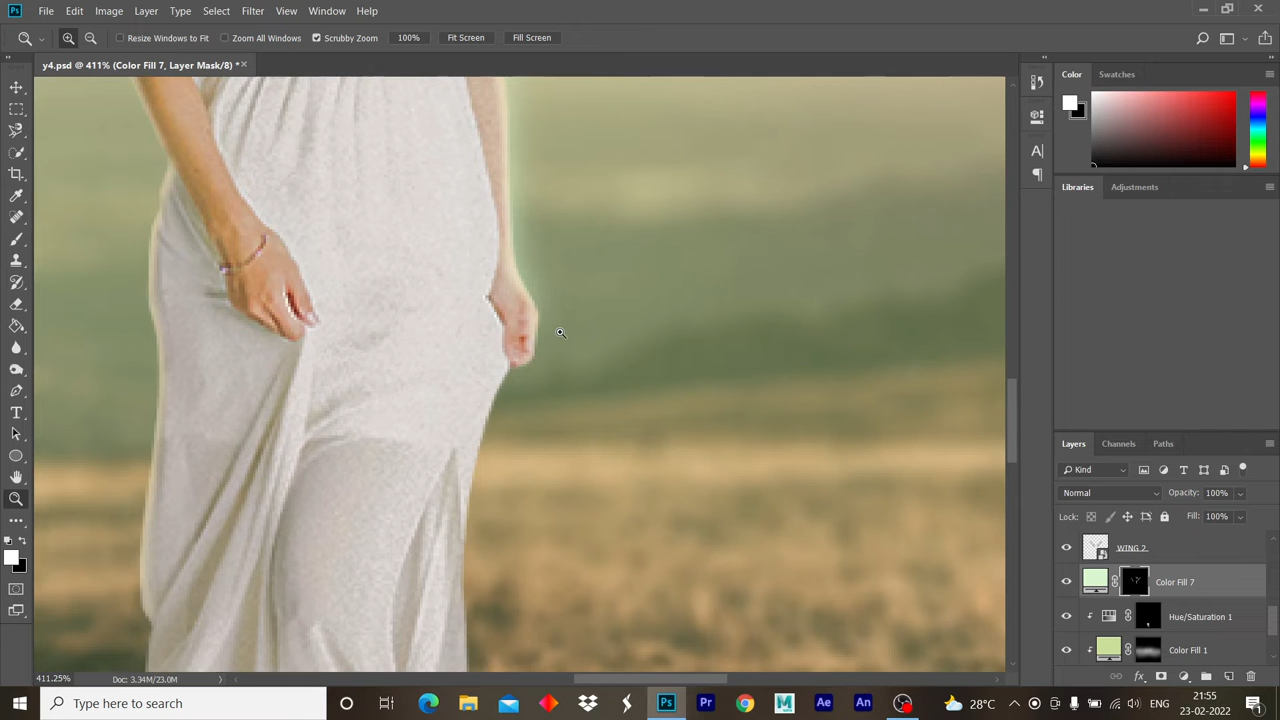 File Edit Image Layer Type Select Filter View Window Help
Resize Windows to Fit Zoom All Windows Scrubby Zoom 100% Fit Screen Fill Screen
y4.psd @ 411% (Color Fill 7, Layer Mask/8) *
Color Swatches
Libraries Adjustments
Layers Channels Paths
Kind
Normal Opacity: 100%
Lock: Fill: 100%
WING 2
Color Fill 7
Hue/Saturation 1
Color Fill 1
411.25% Doc: 3.34M/23.0M
Type here to search
28°C ENG 21:55
23-02-2022